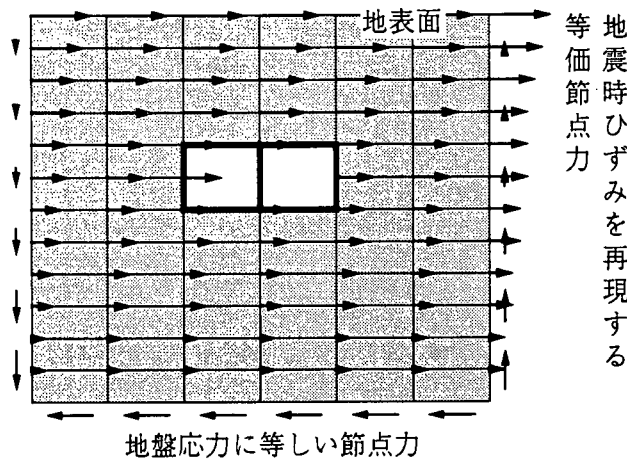 地表面
地震時ひずみを再現する
等価節点力
地盤応力に等しい節点力